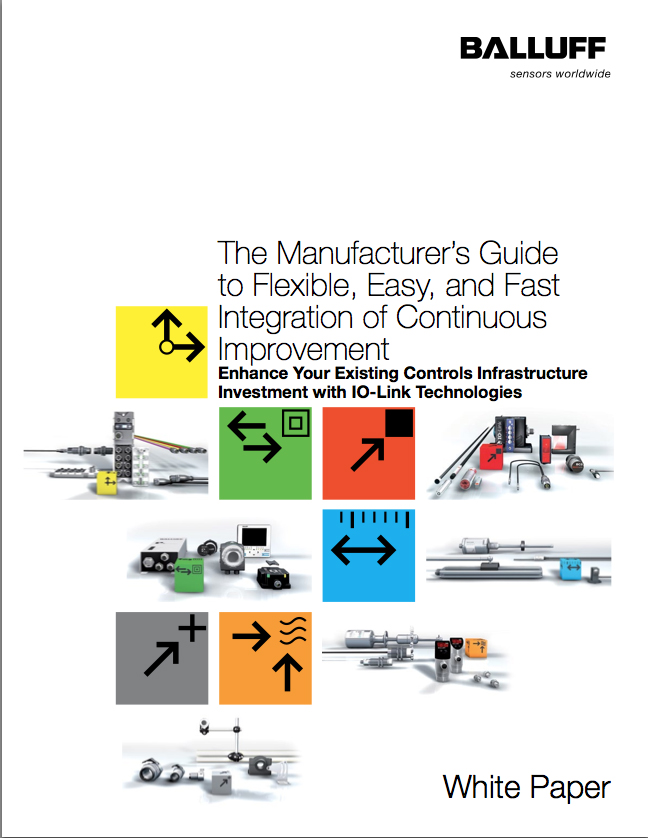 BALLUFF
sensors worldwide
The Manufacturer's Guide
to Flexible, Easy, and Fast
Integration of Continuous
Improvement
Enhance Your Existing Controls Infrastructure
Investment with IO-Link Technologies
White Paper